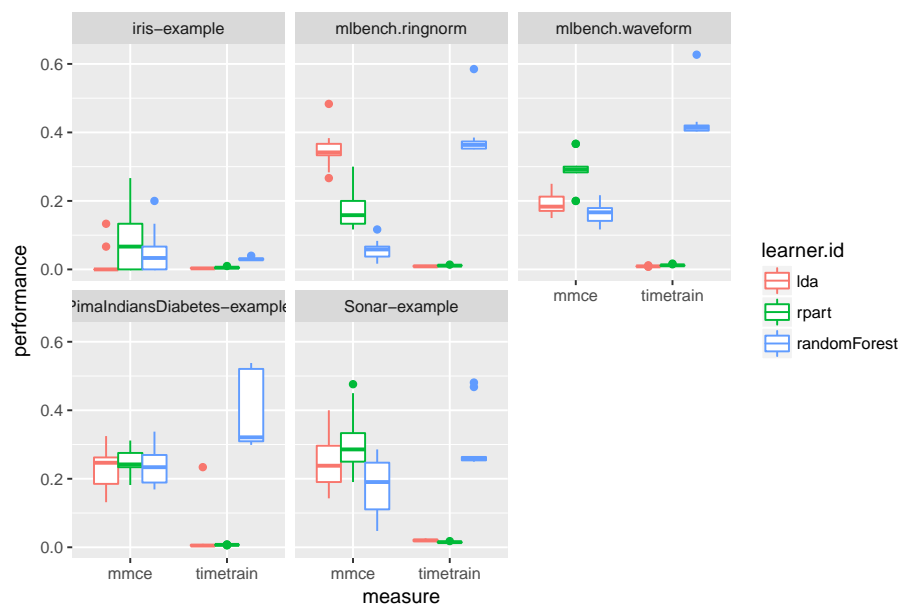 iris−example
mlbench.ringnorm
mlbench.waveform
0.6
0.4
0.2
0.0
mmce
timetrain
PimaIndiansDiabetes−example
Sonar−example
0.6
0.4
0.2
0.0
mmce
timetrain
mmce
timetrain
measure
performance
learner.id
lda
rpart
randomForest